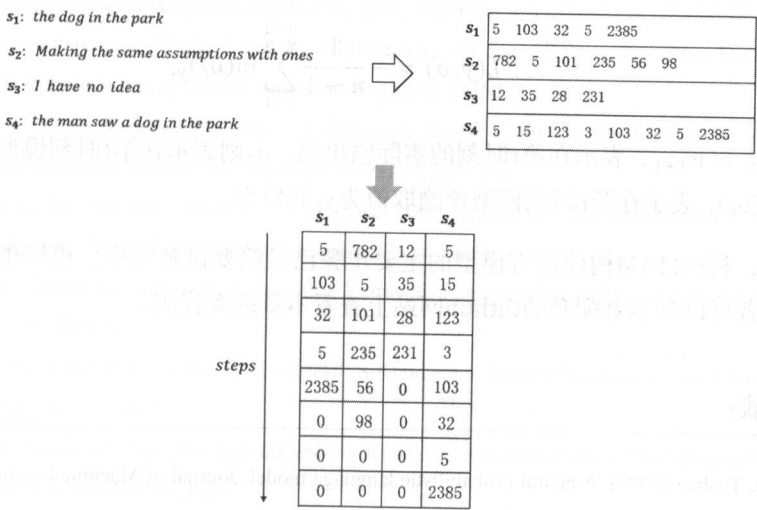 s₁: the dog in the park
s₂: Making the same assumptions with ones
s₃: I have no idea
s₄: the man saw a dog in the park
s₁ 5 103 32 5 2385
s₂ 782 5 101 235 56 98
s₃ 12 35 28 231
s₄ 5 15 123 3 103 32 5 2385
s₁ s₂ s₃ s₄
5 782 12 5
103 5 35 15
32 101 28 123
5 235 231 3
steps
2385 56 0 103
0 98 0 32
0 0 0 5
0 0 0 2385